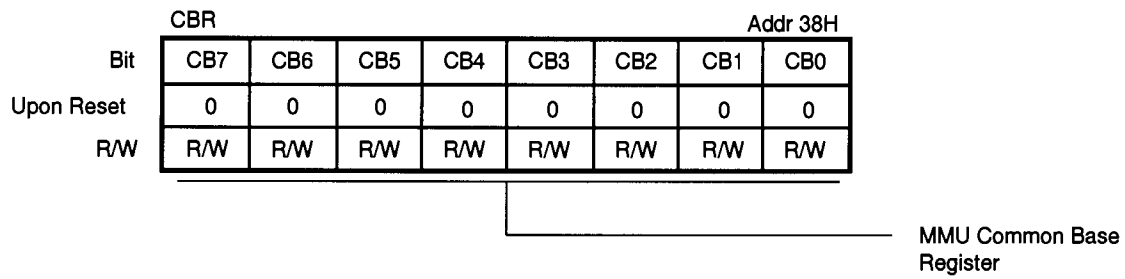 CBR Addr 38H
Bit CB7 CB6 CB5 CB4 CB3 CB2 CB1 CB0
Upon Reset 0 0 0 0 0 0 0 0
R/W R/W R/W R/W R/W R/W R/W R/W R/W
MMU Common Base
Register